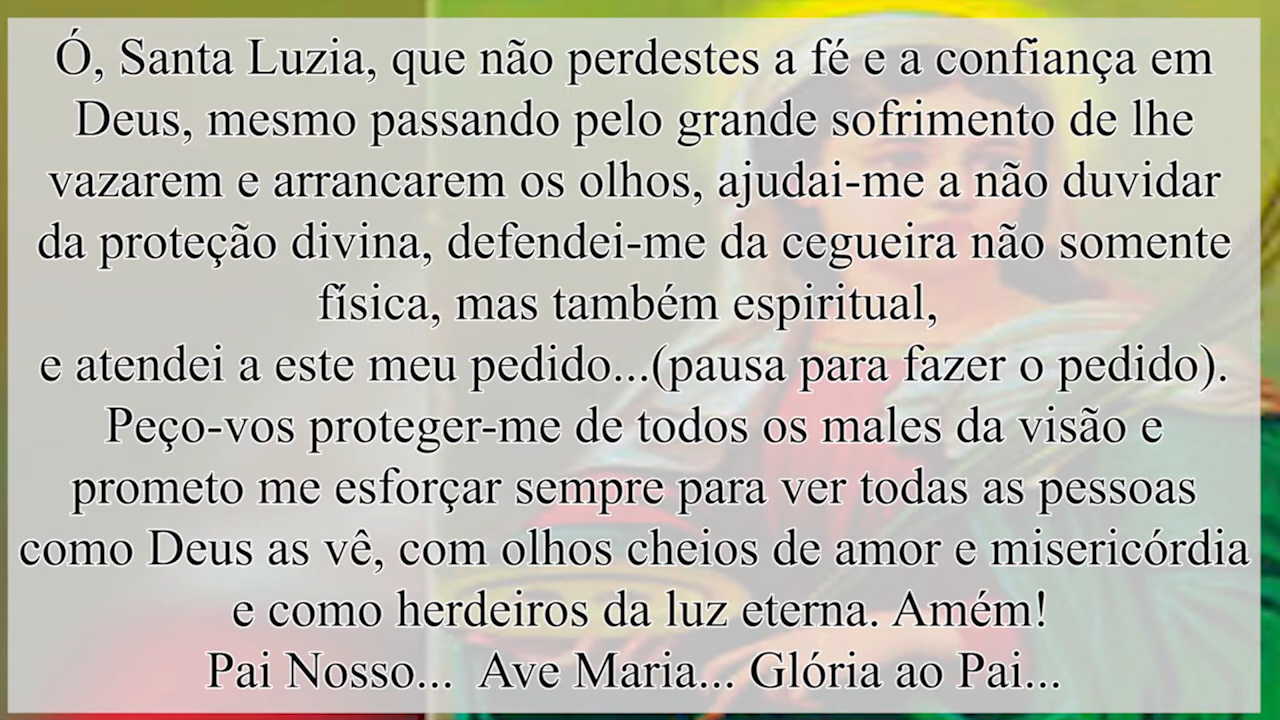 Ó, Santa Luzia, que não perdestes a fé e a confiança em
Deus, mesmo passando pelo grande sofrimento de lhe
vazarem e arrancarem os olhos, ajudai-me a não duvidar
da proteção divina, defendei-me da cegueira não somente
física, mas também espiritual,
e atendei a este meu pedido...(pausa para fazer o pedido).
Peço-vos proteger-me de todos os males da visão e
prometo me esforçar sempre para ver todas as pessoas
como Deus as vê, com olhos cheios de amor e misericórdia
e como herdeiros da luz eterna. Amém!
Pai Nosso...  Ave Maria... Glória ao Pai...